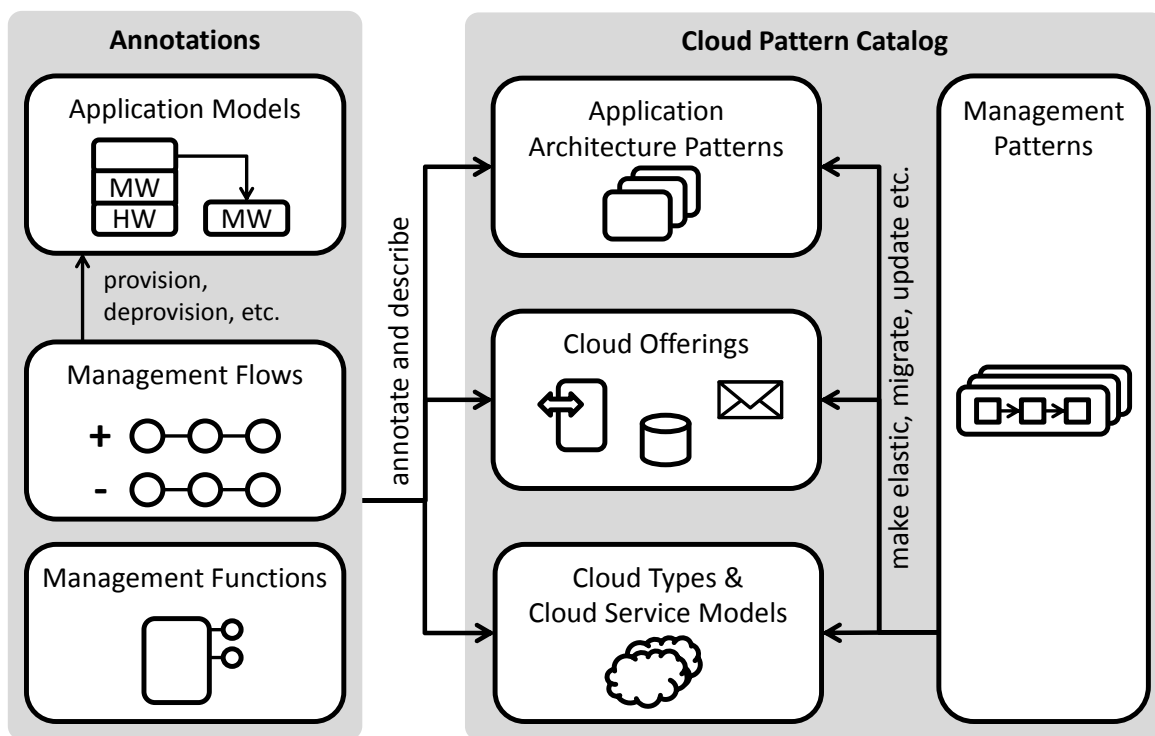 Annotations
Application Models
MW
HW
MW
provision,
deprovision, etc.
Management Flows
+
-
Management Functions
annotate and describe
Cloud Pattern Catalog
Application
Architecture Patterns
Cloud Offerings
Cloud Types &
Cloud Service Models
make elastic, migrate, update etc.
Management
Patterns